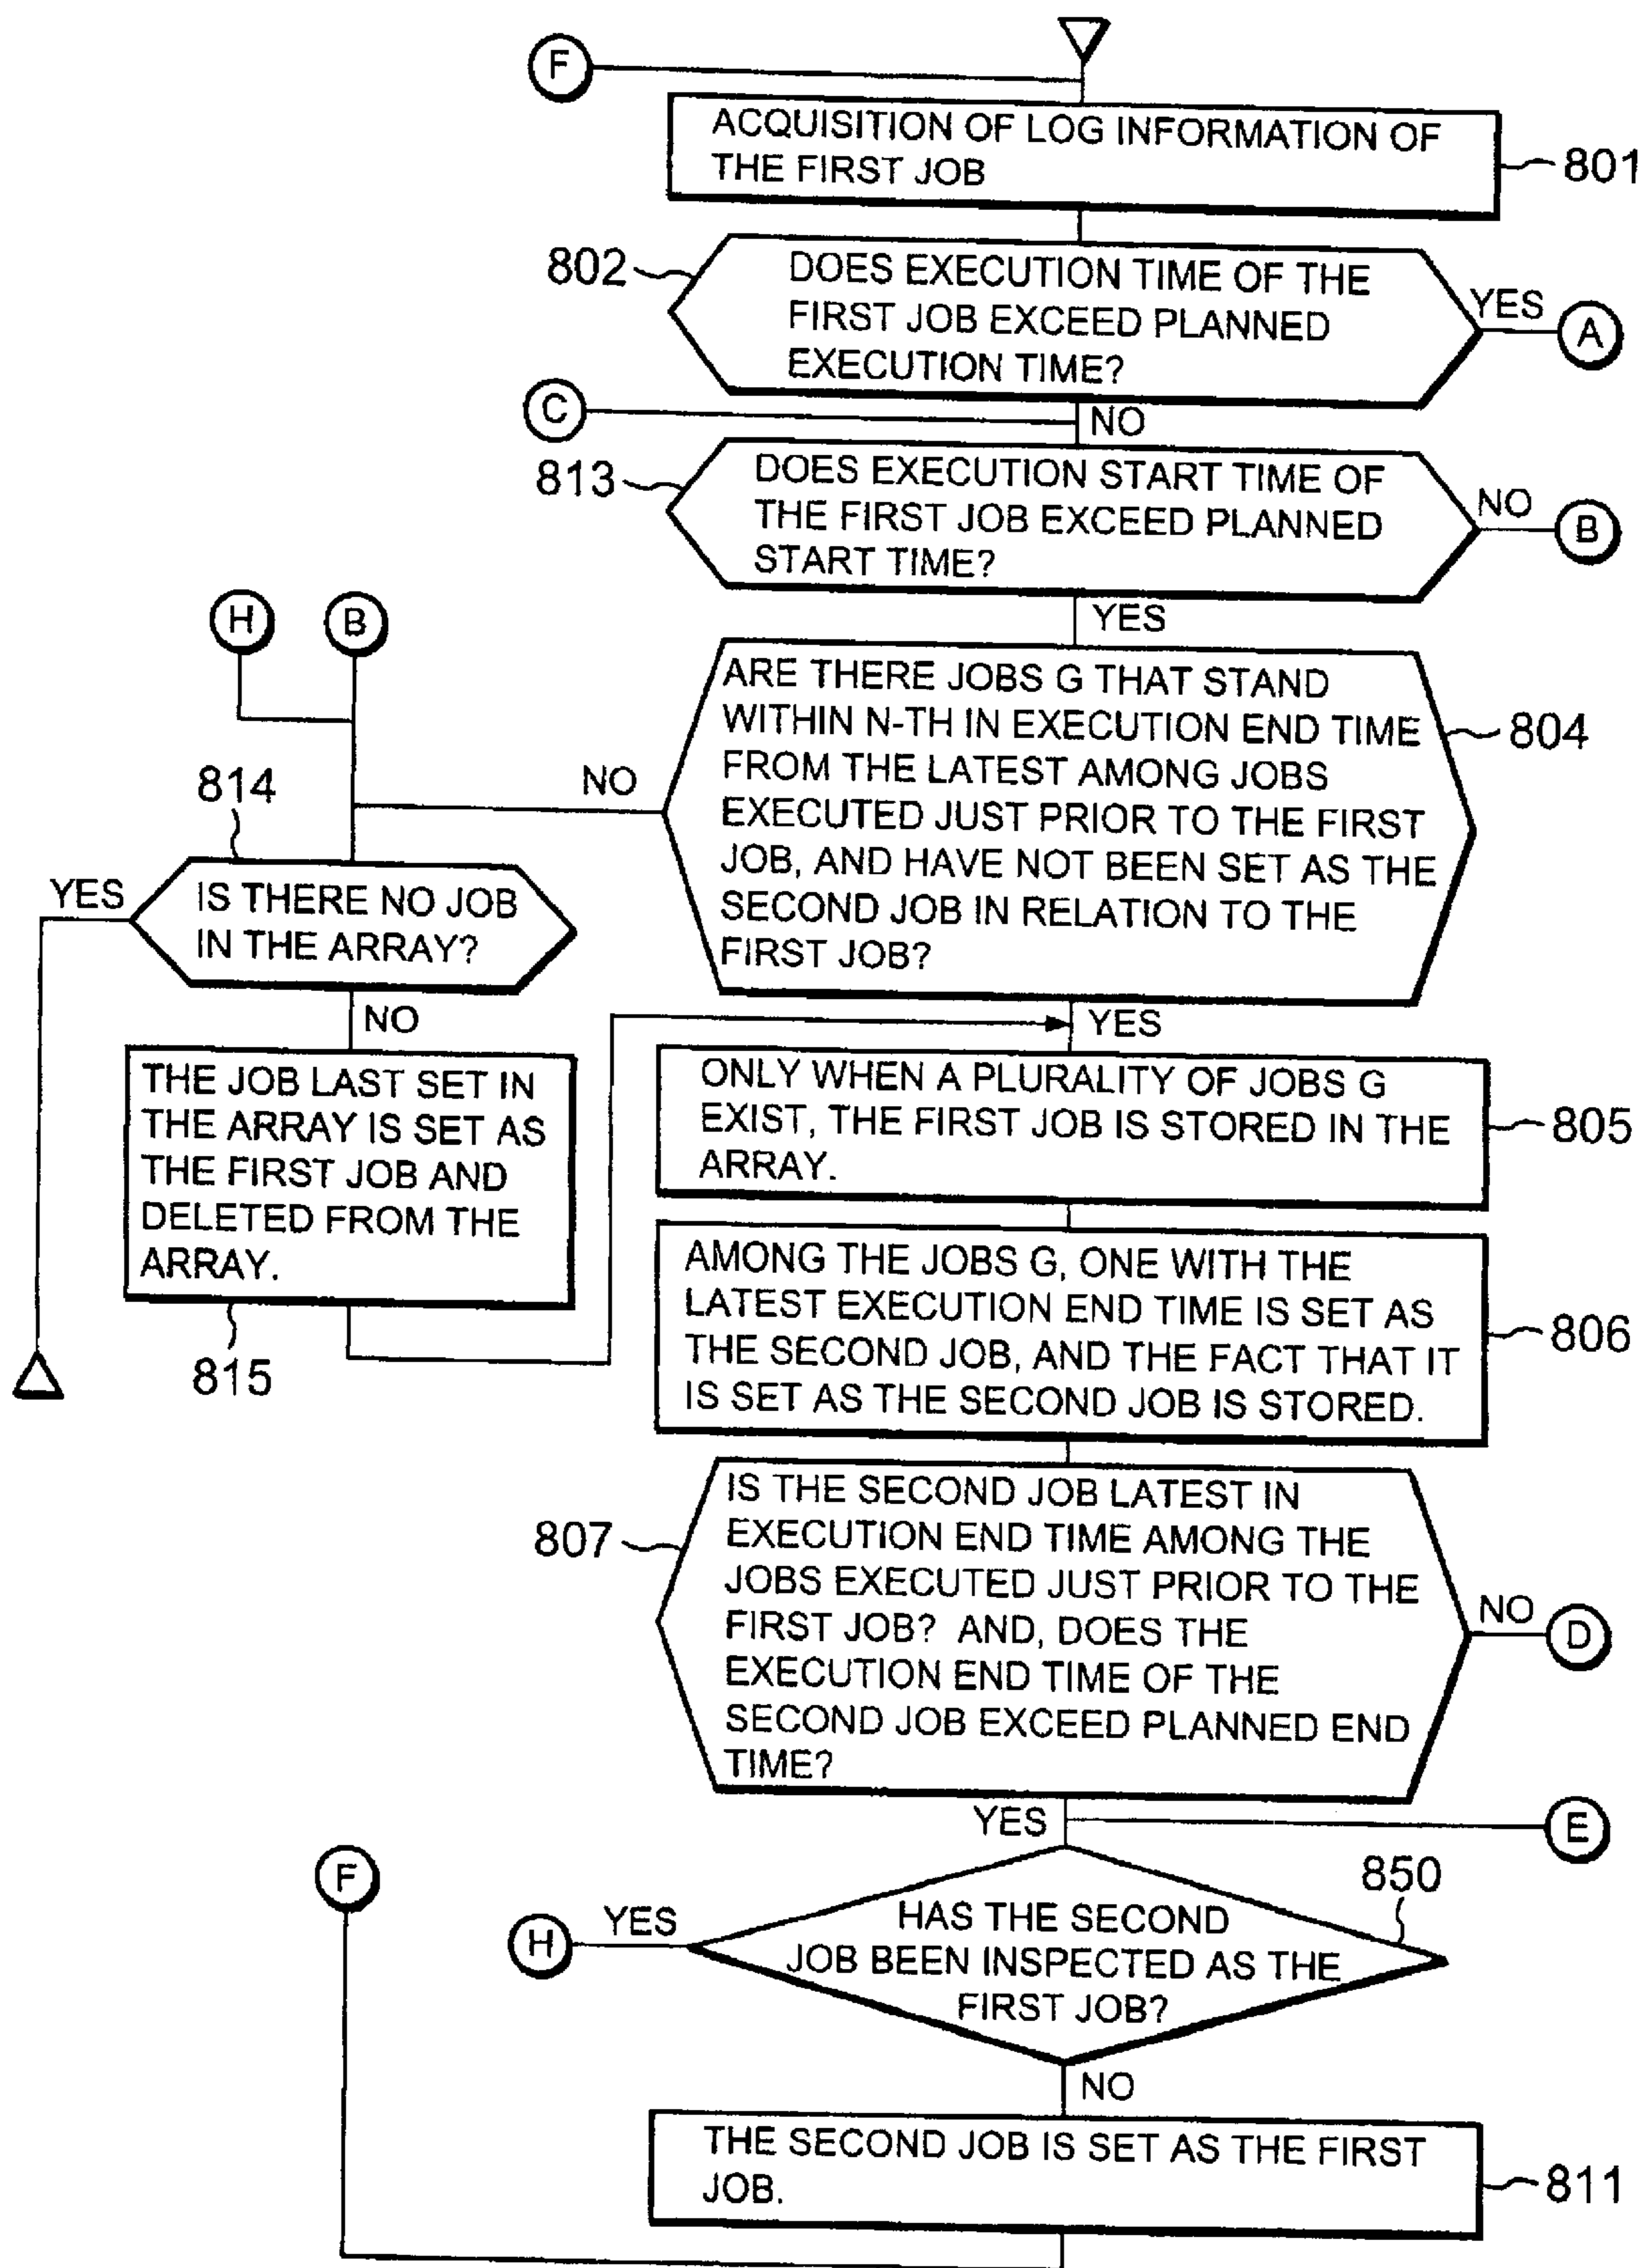 F
ACQUISITION OF LOG INFORMATION OF
THE FIRST JOB
801
802
DOES EXECUTION TIME OF THE
FIRST JOB EXCEED PLANNED
EXECUTION TIME?
YES
A
C
NO
813
DOES EXECUTION START TIME OF
THE FIRST JOB EXCEED PLANNED
START TIME?
NO
B
H
B
YES
ARE THERE JOBS G THAT STAND
WITHIN N-TH IN EXECUTION END TIME
FROM THE LATEST AMONG JOBS
EXECUTED JUST PRIOR TO THE FIRST
JOB, AND HAVE NOT BEEN SET AS THE
SECOND JOB IN RELATION TO THE
FIRST JOB?
804
NO
814
YES
IS THERE NO JOB
IN THE ARRAY?
NO
YES
THE JOB LAST SET IN
THE ARRAY IS SET AS
THE FIRST JOB AND
DELETED FROM THE
ARRAY.
815
ONLY WHEN A PLURALITY OF JOBS G
EXIST, THE FIRST JOB IS STORED IN THE
ARRAY.
805
AMONG THE JOBS G, ONE WITH THE
LATEST EXECUTION END TIME IS SET AS
THE SECOND JOB, AND THE FACT THAT IT
IS SET AS THE SECOND JOB IS STORED.
806
807
IS THE SECOND JOB LATEST IN
EXECUTION END TIME AMONG THE
JOBS EXECUTED JUST PRIOR TO THE
FIRST JOB? AND, DOES THE
EXECUTION END TIME OF THE
SECOND JOB EXCEED PLANNED END
TIME?
NO
D
YES
E
F
850
H
YES
HAS THE SECOND
JOB BEEN INSPECTED AS THE
FIRST JOB?
NO
THE SECOND JOB IS SET AS THE FIRST
JOB.
811